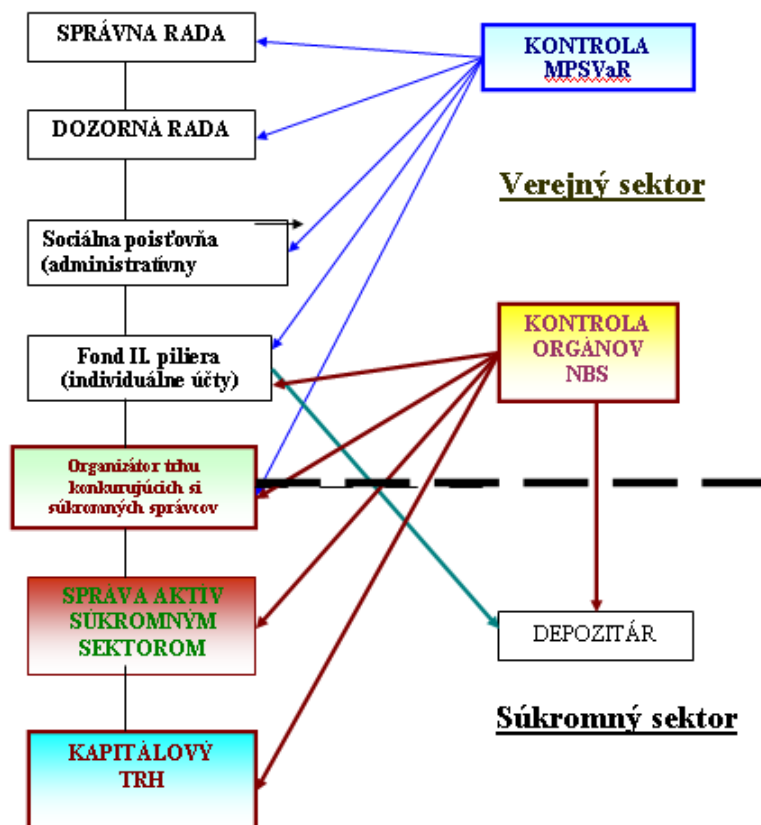 SPRÁVNA RADA
KONTROLA
MPSVaR
DOZORNÁ RADA
Verejný sektor
Sociálna poisťovňa
(administratívny
KONTROLA
ORGÁNOV
NBS
Fond II. piliera
(individuálne účty)
Organizátor trhu
konkurujúcich si
súkromných správcov
SPRÁVA AKTÍV
SÚKROMNÝM
SEKTOROM
DEPOZITÁR
Súkromný sektor
KAPITÁLOVÝ
TRH